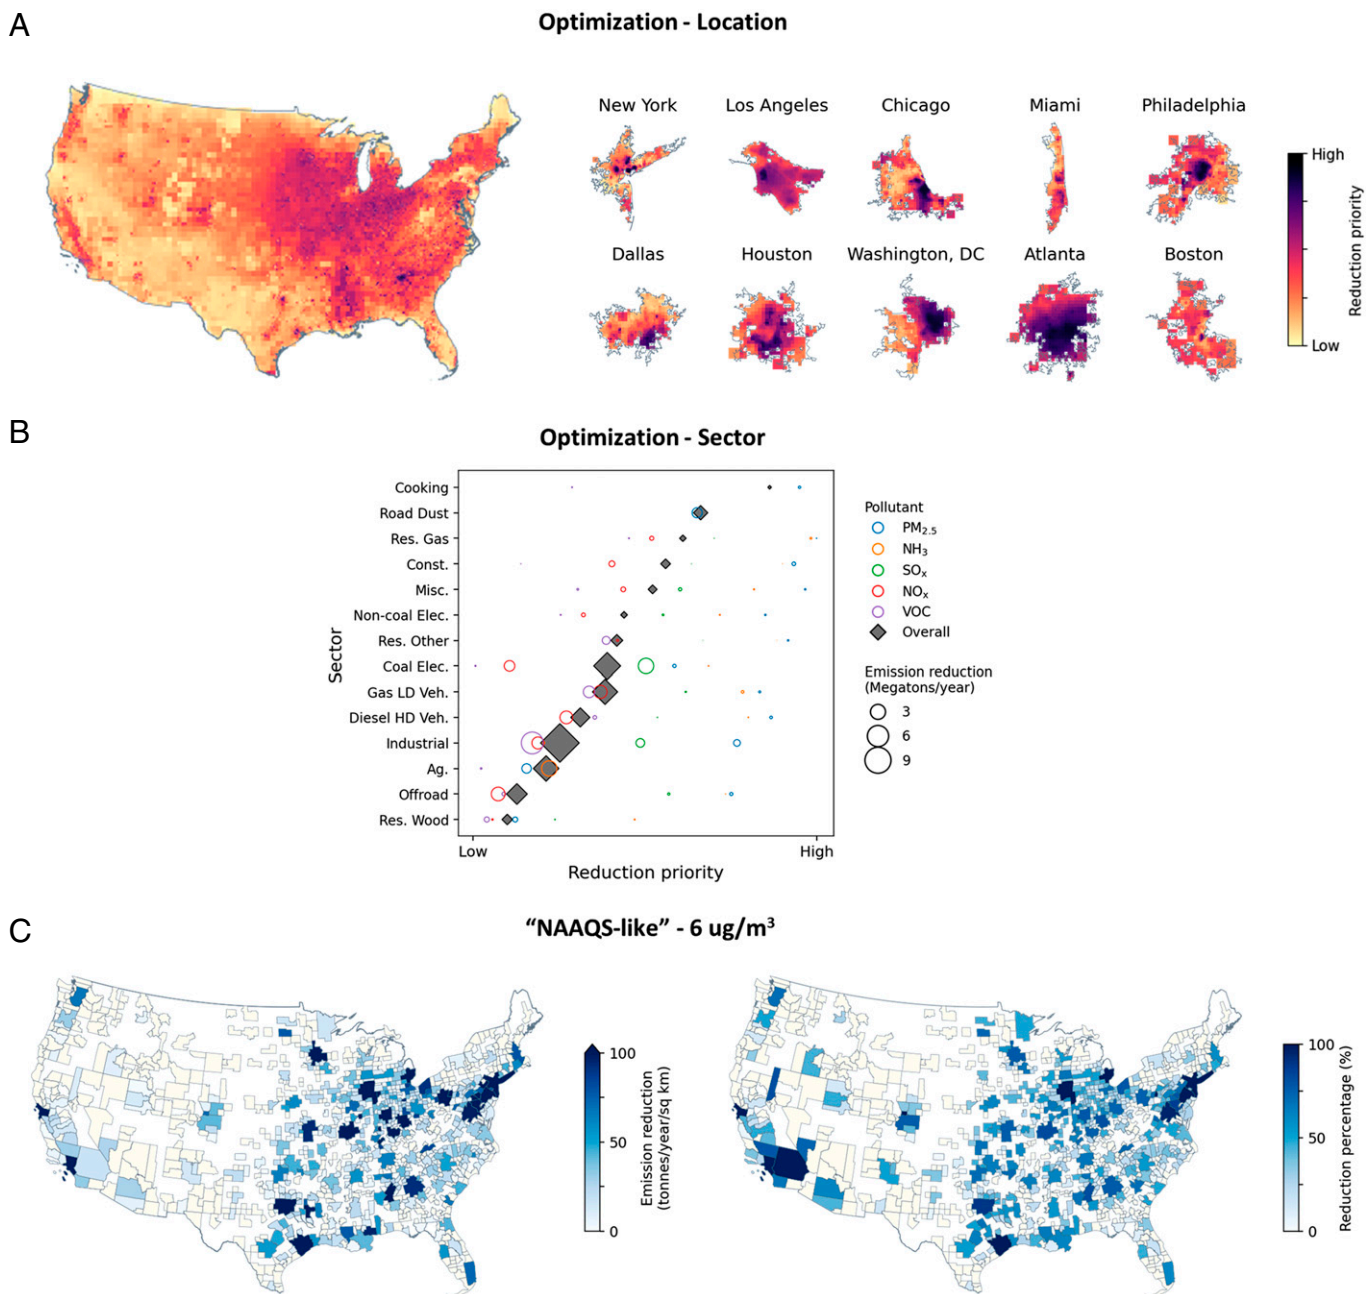 A
Optimization - Location
New York
Los Angeles
Chicago
Miami
Philadelphia
Dallas
Houston
Washington, DC
Atlanta
Boston
High
Low
Reduction priority
B
Optimization - Sector
Sector
Cooking
Road Dust
Res. Gas
Const.
Misc.
Non-coal Elec.
Res. Other
Coal Elec.
Gas LD Veh.
Diesel HD Veh.
Industrial
Ag.
Offroad
Res. Wood
Low
High
Reduction priority
Pollutant
PM2.5
NH3
SOx
NOx
VOC
Overall
Emission reduction
(Megatons/year)
3
6
9
C
“NAAQS-like” - 6 ug/m³
100
50
0
Emission reduction
(tonnes/year/sq km)
100
50
0
Reduction percentage (%)